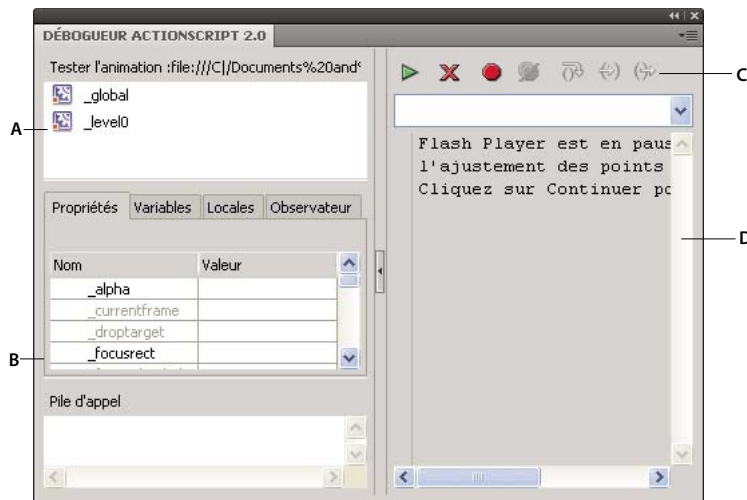 DÉBOGUEUR ACTIONSCRIPT 2.0
Tester l'animation :file:///C|/Documents%20and
_global
_level0
A
Propriétés Variables Locales Observateur
Nom Valeur
_alpha
_currentframe
_droptarget
_focusrect
B
Pile d'appel
C
Flash Player est en paus
l'ajustement des points
Cliquez sur Continuer po
D